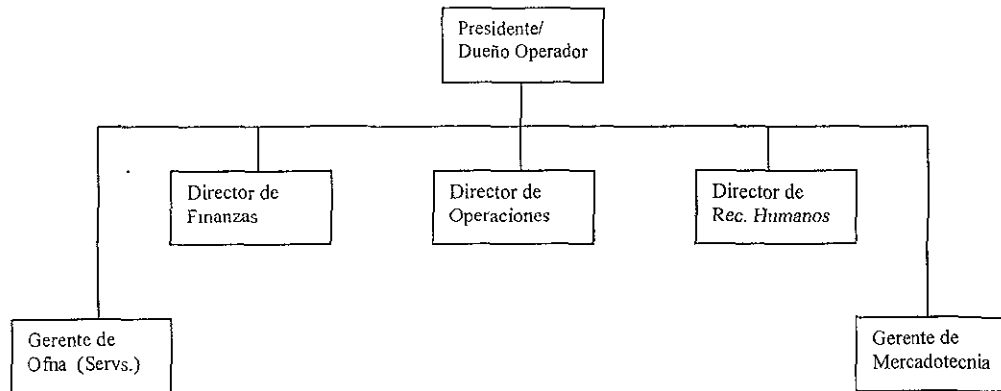 Presidente/
Dueño Operador
Director de
Finanzas
Director de
Operaciones
Director de
Rec. Humanos
Gerente de
Ofna (Servs.)
Gerente de
Mercadotecnia